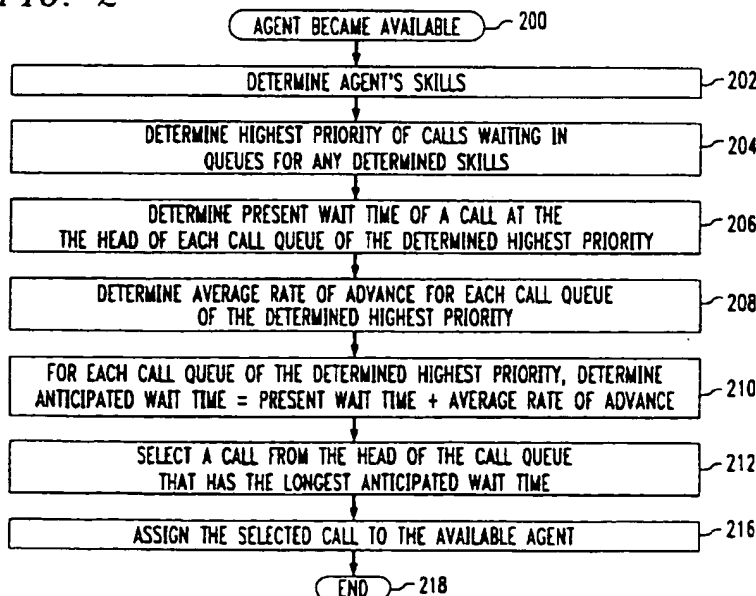 FIG. 2
AGENT BECAME AVAILABLE 200
DETERMINE AGENT'S SKILLS 202
DETERMINE HIGHEST PRIORITY OF CALLS WAITING IN
QUEUES FOR ANY DETERMINED SKILLS 204
DETERMINE PRESENT WAIT TIME OF A CALL AT THE
THE HEAD OF EACH CALL QUEUE OF THE DETERMINED HIGHEST PRIORITY 206
DETERMINE AVERAGE RATE OF ADVANCE FOR EACH CALL QUEUE
OF THE DETERMINED HIGHEST PRIORITY 208
FOR EACH CALL QUEUE OF THE DETERMINED HIGHEST PRIORITY, DETERMINE
ANTICIPATED WAIT TIME = PRESENT WAIT TIME + AVERAGE RATE OF ADVANCE 210
SELECT A CALL FROM THE HEAD OF THE CALL QUEUE
THAT HAS THE LONGEST ANTICIPATED WAIT TIME 212
ASSIGN THE SELECTED CALL TO THE AVAILABLE AGENT 216
END 218